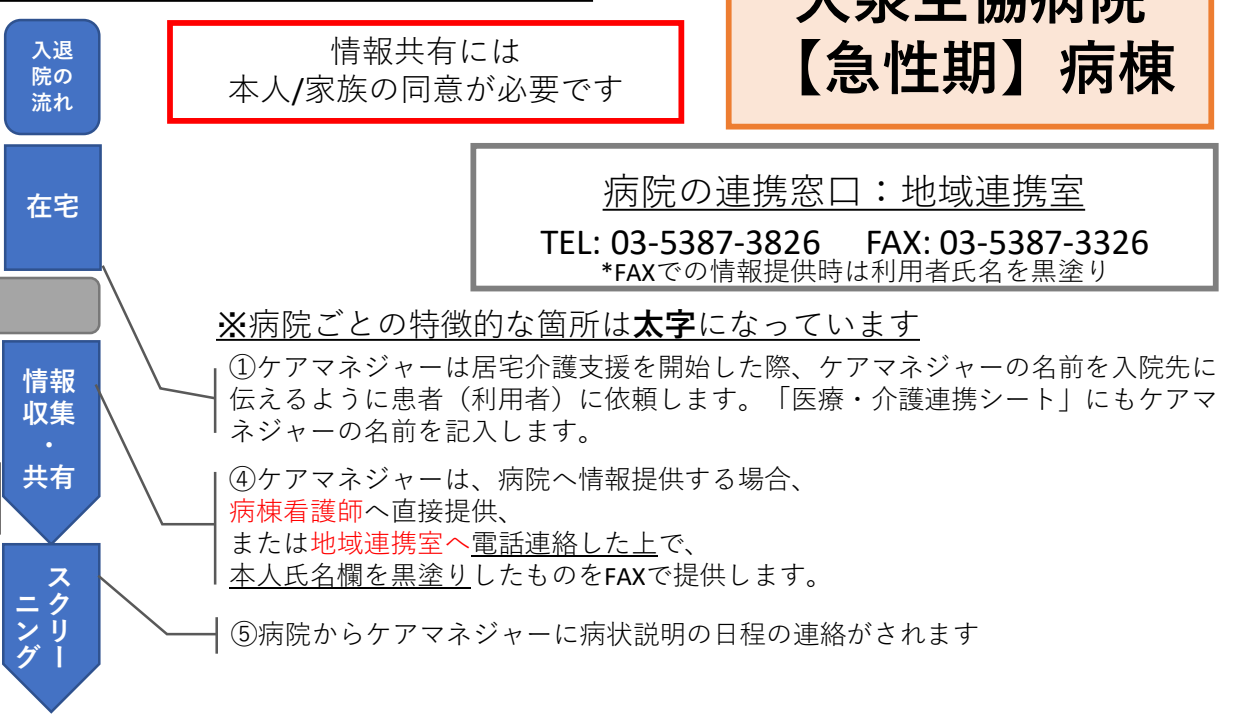 大泉生協病院
【急性期】病棟
入退
院の
流れ
情報共有には
本人/家族の同意が必要です
在宅
病院の連携窓口：地域連携室
TEL: 03-5387-3826 FAX: 03-5387-3326
*FAXでの情報提供時は利用者氏名を黒塗り
※病院ごとの特徴的な箇所は太字になっています
①ケアマネジャーは居宅介護支援を開始した際、ケアマネジャーの名前を入院先に
伝えるように患者（利用者）に依頼します。「医療・介護連携シート」にもケアマ
ネジャーの名前を記入します。
情報
収集
・
共有
④ケアマネジャーは、病院へ情報提供する場合、
病棟看護師へ直接提供、
または地域連携室へ電話連絡した上で、
本人氏名欄を黒塗りしたものをFAXで提供します。
スクリー
ニング
⑤病院からケアマネジャーに病状説明の日程の連絡がされます